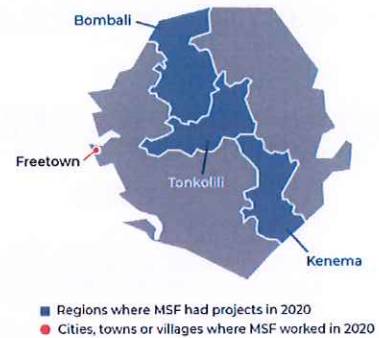 Bombali
Freetown
Tonkolili
Kenema
Regions where MSF had projects in 2020
Cities, towns or villages where MSF worked in 2020